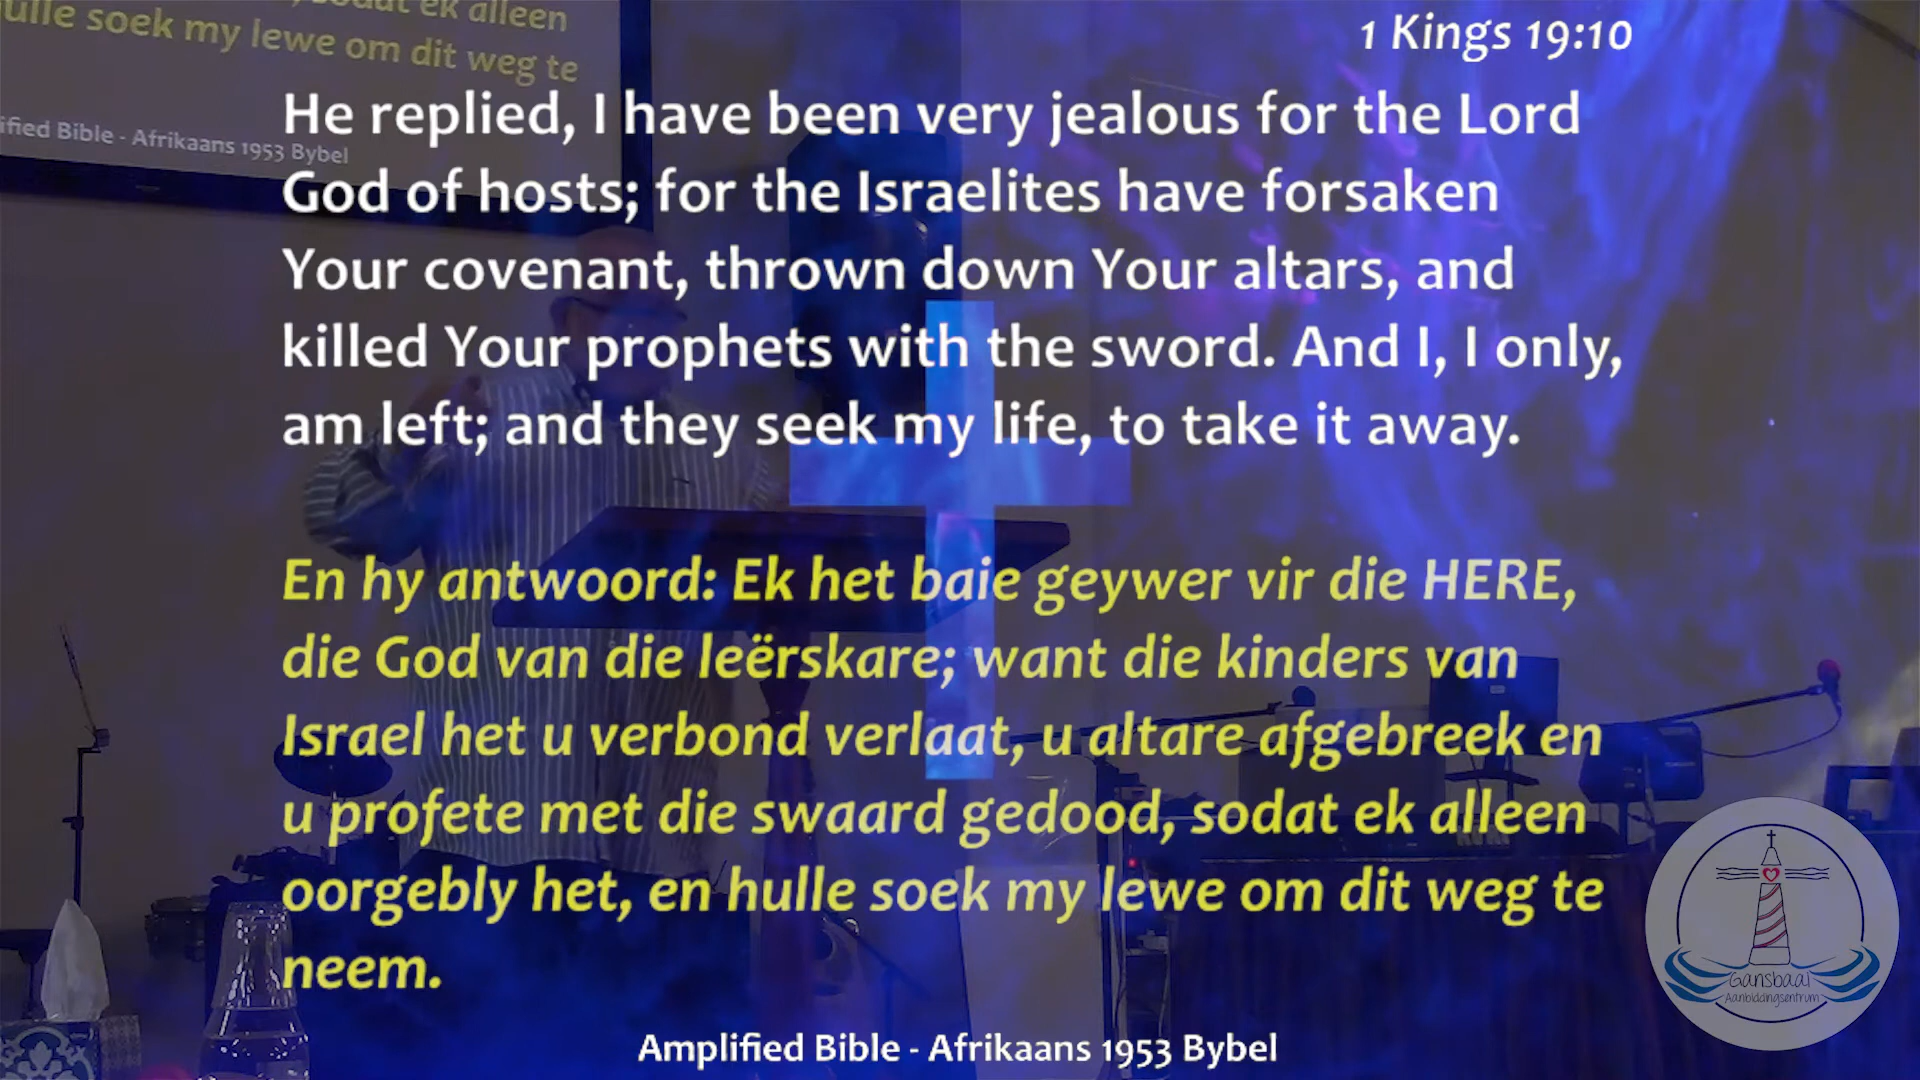 sodat ek alleen
hulle soek my lewe om dit weg te
ified Bible - Afrikaans 1953 Bybel
1 Kings 19:10
He replied, I have been very jealous for the Lord
God of hosts; for the Israelites have forsaken
Your covenant, thrown down Your altars, and
killed Your prophets with the sword. And I, I only,
am left; and they seek my life, to take it away.
En hy antwoord: Ek het baie geywer vir die HERE,
die God van die leërskare; want die kinders van
Israel het u verbond verlaat, u altare afgebreek en
u profete met die swaard gedood, sodat ek alleen
oorgebly het, en hulle soek my lewe om dit weg te
neem.
Amplified Bible - Afrikaans 1953 Bybel
Gansbaai
Aanbiddingsentrum